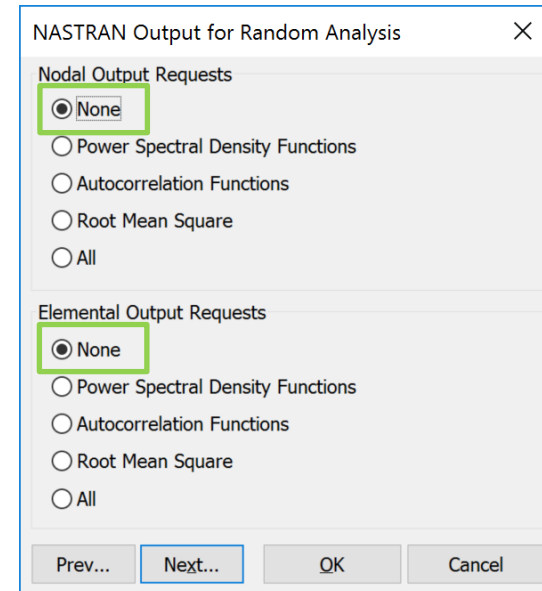 NASTRAN Output for Random Analysis
Nodal Output Requests
None
Power Spectral Density Functions
Autocorrelation Functions
Root Mean Square
All
Elemental Output Requests
None
Power Spectral Density Functions
Autocorrelation Functions
Root Mean Square
All
Prev... Next... OK Cancel